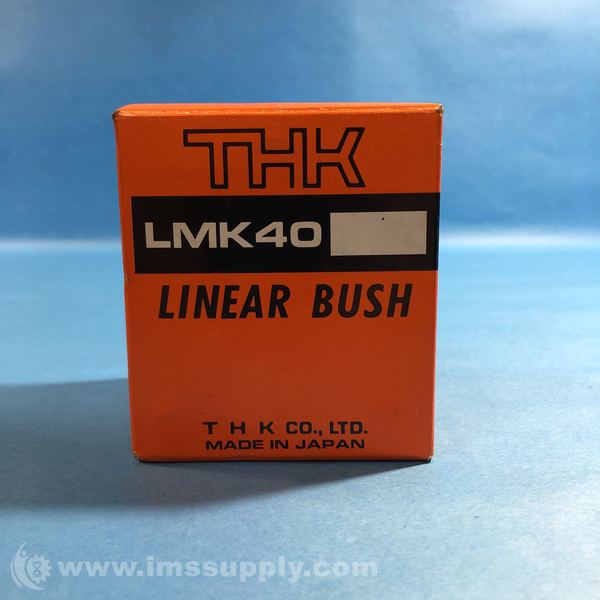 THK
LMK40
LINEAR BUSH
T H K CO., LTD.
MADE IN JAPAN
www.imssupply.com